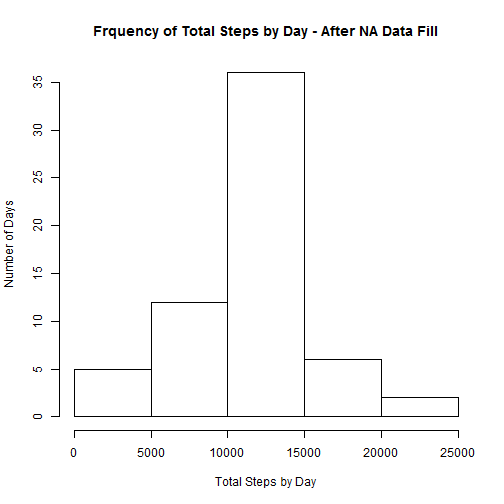 Frquency of Total Steps by Day - After NA Data Fill
Number of Days
35
30
25
20
15
10
5
0
0 5000 10000 15000 20000 25000
Total Steps by Day